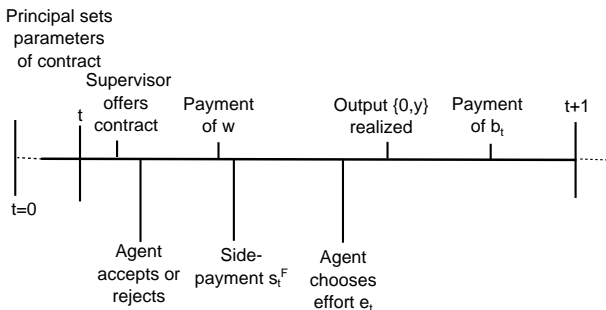 Principal sets
parameters
of contract
t=0
t
Supervisor
offers
contract
Agent
accepts or
rejects
Payment
of w
Side-
payment sₜᶠ
Agent
chooses
effort eₜ
Output {0,y}
realized
Payment
of bₜ
t+1